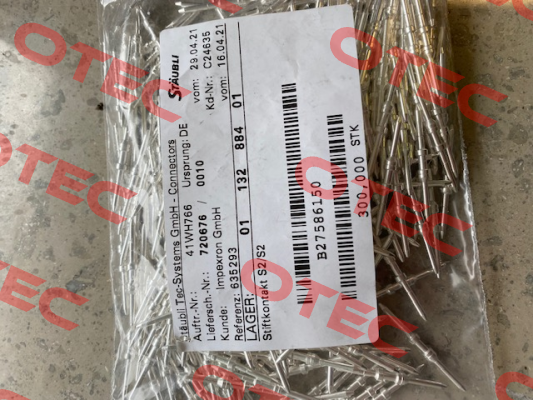 Stäubli Tec-Systems GmbH - Connectors
STÄUBLI
Auftr-Nr.: 41WH766 Ursprung: DE vom: 29.04.21
Liefersch.-Nr.: 720676 / 0010 Kd-Nr.: C24635
Kunde: Impexron GmbH vom: 16.04.21
Referenz: 635293
LAGER: 01 132 884 01
Stiftkontakt S2/S2
B27586150
300,000 STK
OTEC
OTEC
OTEC
OTEC
OTEC
OTEC